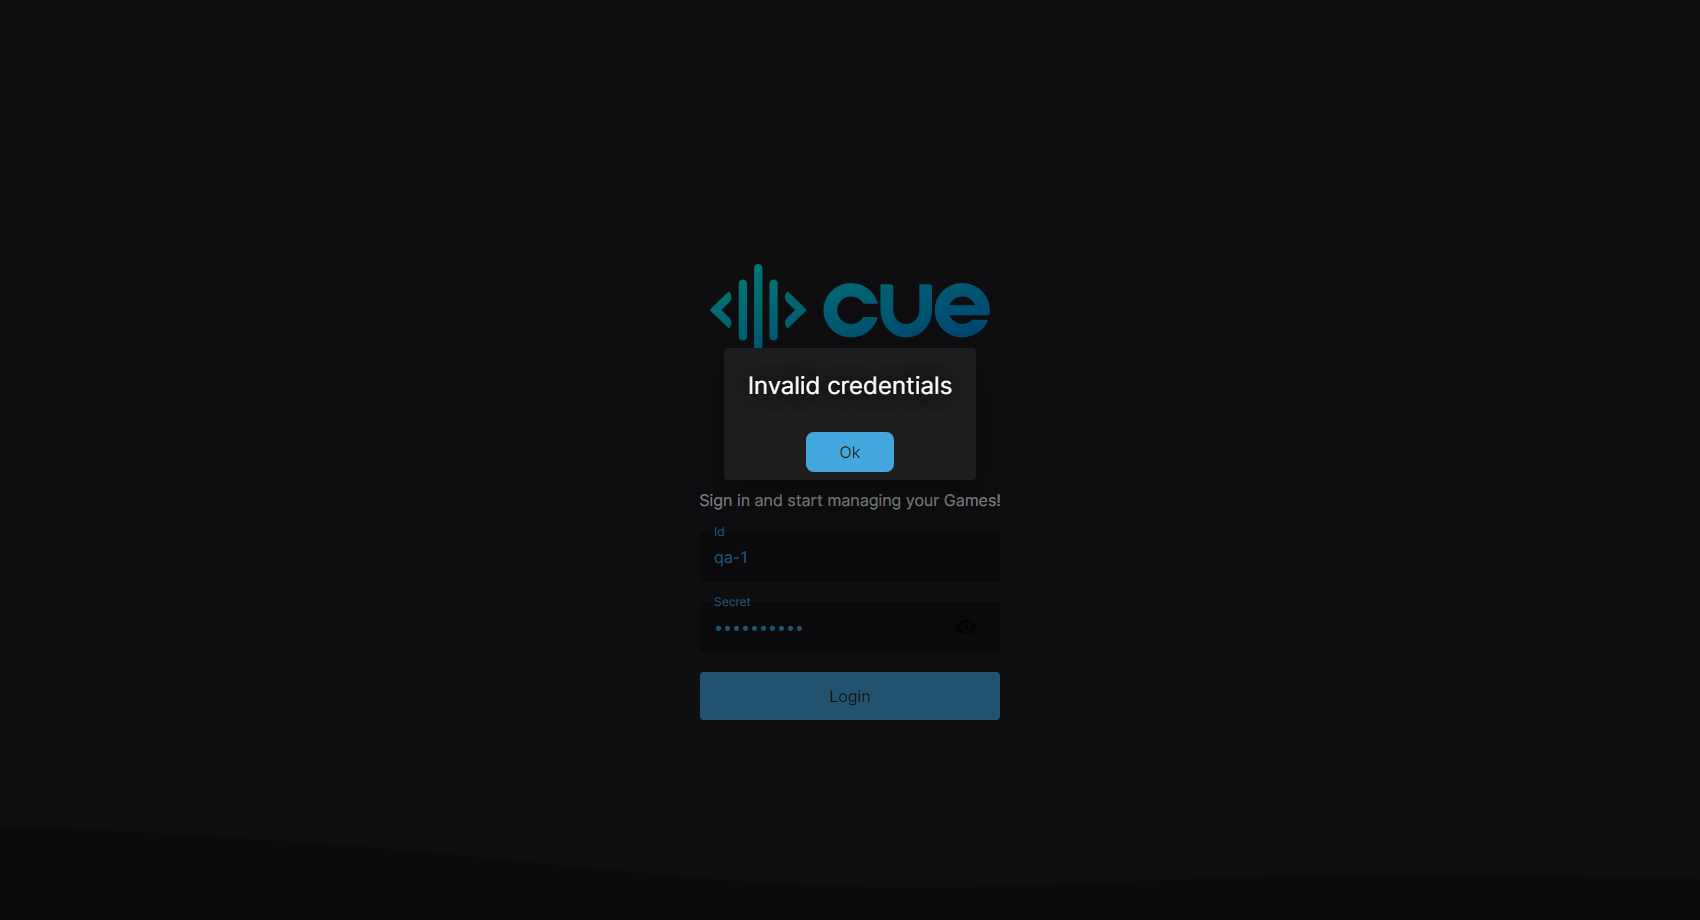 cue
Invalid credentials
Ok
Sign in and start managing your Games!
Id
qa-1
Secret
••••••••••
Login